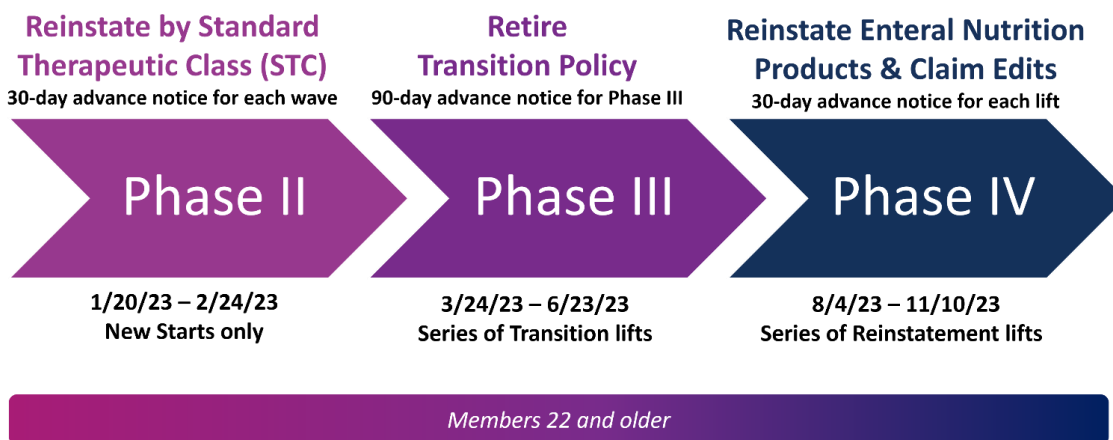 Reinstate by Standard
Therapeutic Class (STC)
30-day advance notice for each wave
Phase II
1/20/23 – 2/24/23
New Starts only
Retire
Transition Policy
90-day advance notice for Phase III
Phase III
3/24/23 – 6/23/23
Series of Transition lifts
Reinstate Enteral Nutrition
Products & Claim Edits
30-day advance notice for each lift
Phase IV
8/4/23 – 11/10/23
Series of Reinstatement lifts
Members 22 and older